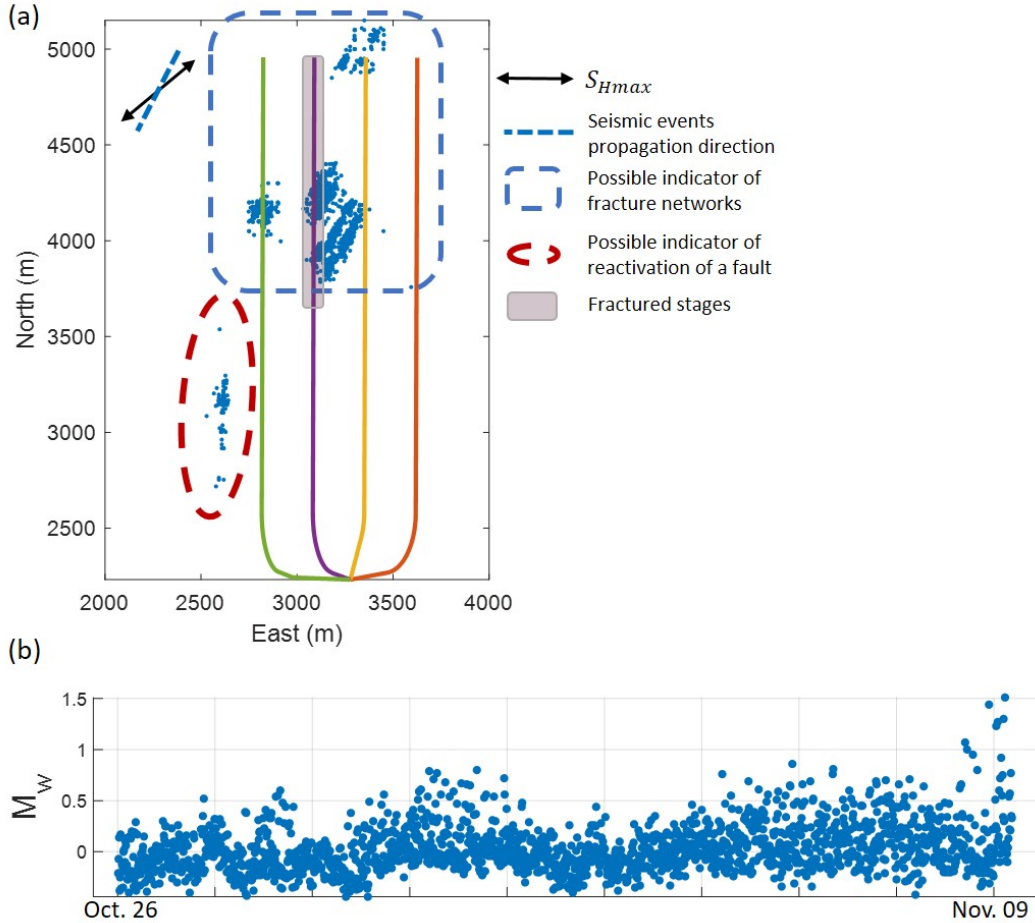 (a)
5000
4500
4000
3500
3000
2500
North (m)
2000 2500 3000 3500 4000
East (m)
S_Hmax
Seismic events
propagation direction
Possible indicator of
fracture networks
Possible indicator of
reactivation of a fault
Fractured stages
(b)
1.5
1
0.5
0
M_w
Oct. 26
Nov. 09